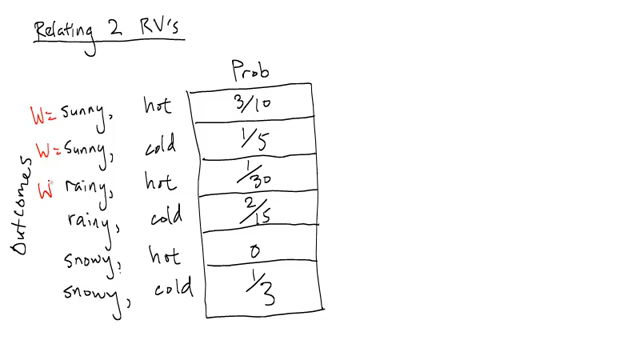 Relating 2 RV's
Prob
W= sunny, hot 3/10
W= sunny, cold 1/5
W rainy, hot 1/30
rainy, cold 2/15
snowy, hot 0
snowy, cold 1/3
Outcomes